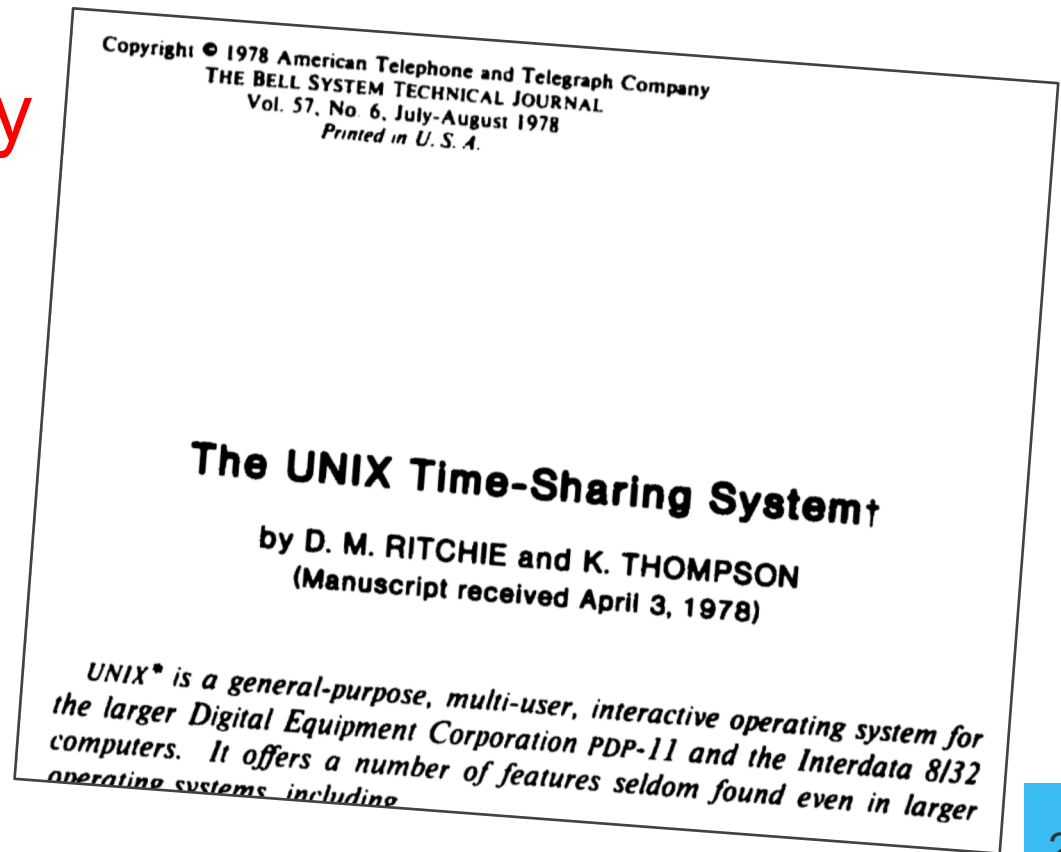 y
Copyright © 1978 American Telephone and Telegraph Company
THE BELL SYSTEM TECHNICAL JOURNAL
Vol. 57, No. 6, July-August 1978
Printed in U. S. A.
The UNIX Time-Sharing System†
by D. M. RITCHIE and K. THOMPSON
(Manuscript received April 3, 1978)
UNIX* is a general-purpose, multi-user, interactive operating system for
the larger Digital Equipment Corporation PDP-11 and the Interdata 8/32
computers. It offers a number of features seldom found even in larger
operating systems, including